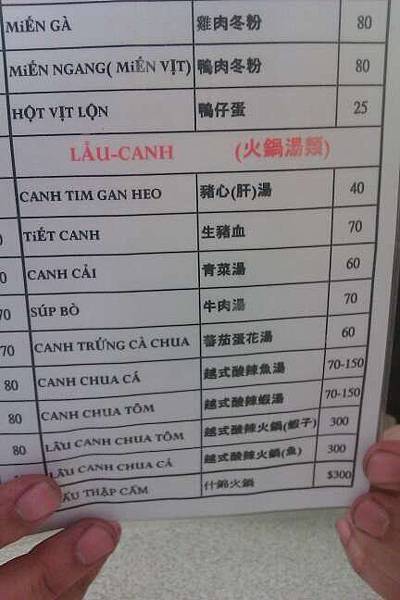 MiẾN GÀ 雞肉冬粉 80
MiẾN NGANG( MiẾN VỊT) 鴨肉冬粉 80
HỘT VỊT LỘN 鴨仔蛋 25
LẨU-CANH (火鍋湯類)
CANH TIM GAN HEO 豬心(肝)湯 40
TiẾT CANH 生豬血 70
CANH CẢI 青菜湯 60
70 SÚP BÒ 牛肉湯 70
70 CANH TRỨNG CÀ CHUA 蕃茄蛋花湯 60
80 CANH CHUA CÁ 越式酸辣魚湯 70-150
80 CANH CHUA TÔM 越式酸辣蝦湯 70-150
80 LẨU CANH CHUA TÔM 越式酸辣火鍋(蝦子) 300
LẨU CANH CHUA CÁ 越式酸辣火鍋(魚) 300
THẬP CẨM 什錦火鍋 $300